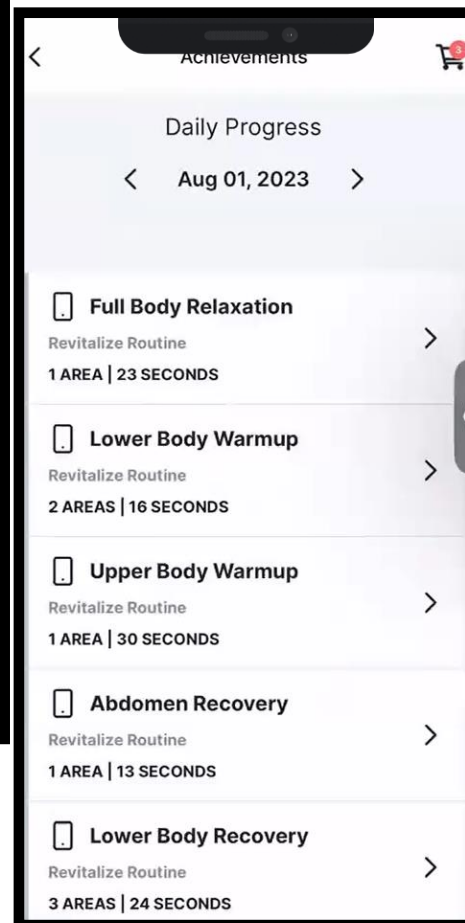 Achievements
3
Daily Progress
Aug 01, 2023
Full Body Relaxation
Revitalize Routine
1 AREA | 23 SECONDS
Lower Body Warmup
Revitalize Routine
2 AREAS | 16 SECONDS
Upper Body Warmup
Revitalize Routine
1 AREA | 30 SECONDS
Abdomen Recovery
Revitalize Routine
1 AREA | 13 SECONDS
Lower Body Recovery
Revitalize Routine
3 AREAS | 24 SECONDS